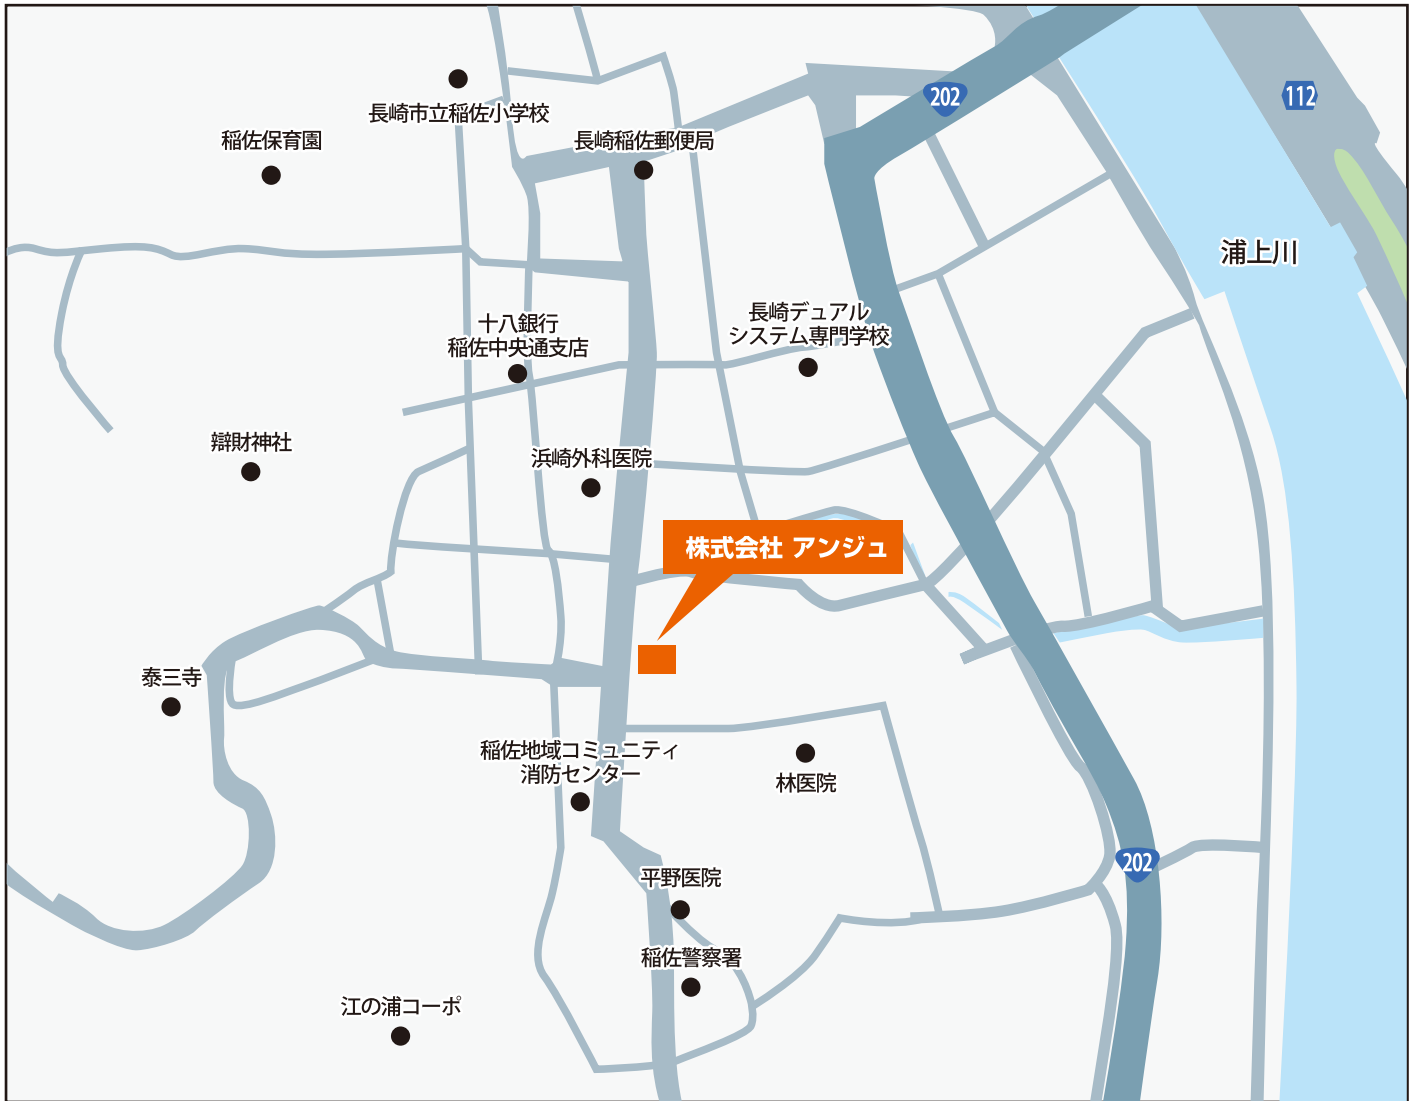 202
112
長崎市立稲佐小学校
稲佐保育園
長崎稲佐郵便局
浦上川
十八銀行
稲佐中央通支店
長崎デュアル
システム専門学校
辯財神社
浜崎外科医院
株式会社 アンジュ
泰三寺
稲佐地域コミュニティ
消防センター
林医院
202
平野医院
稲佐警察署
江の浦コーポ